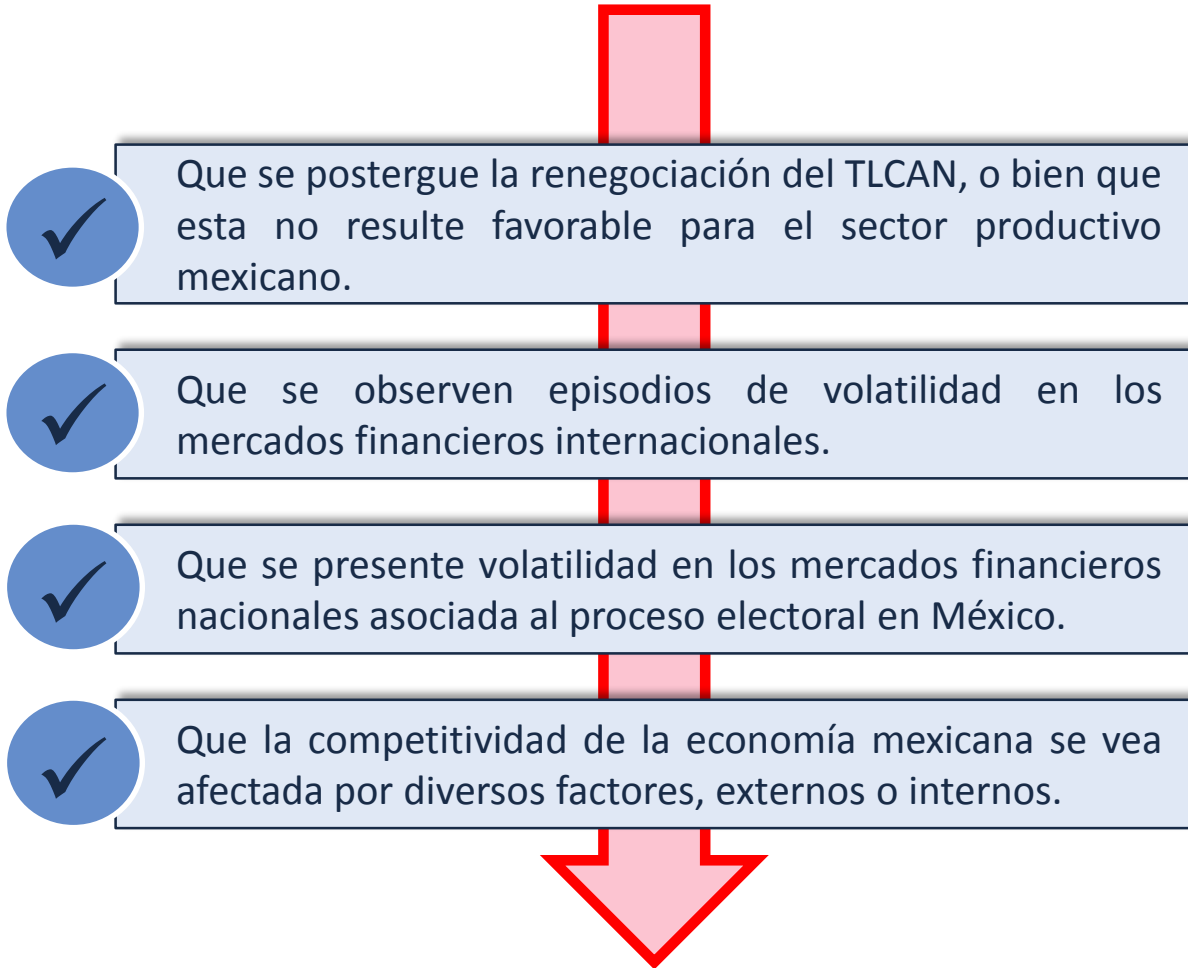 Que se postergue la renegociación del TLCAN, o bien que
esta no resulte favorable para el sector productivo
mexicano.
Que se observen episodios de volatilidad en los
mercados financieros internacionales.
Que se presente volatilidad en los mercados financieros
nacionales asociada al proceso electoral en México.
Que la competitividad de la economía mexicana se vea
afectada por diversos factores, externos o internos.